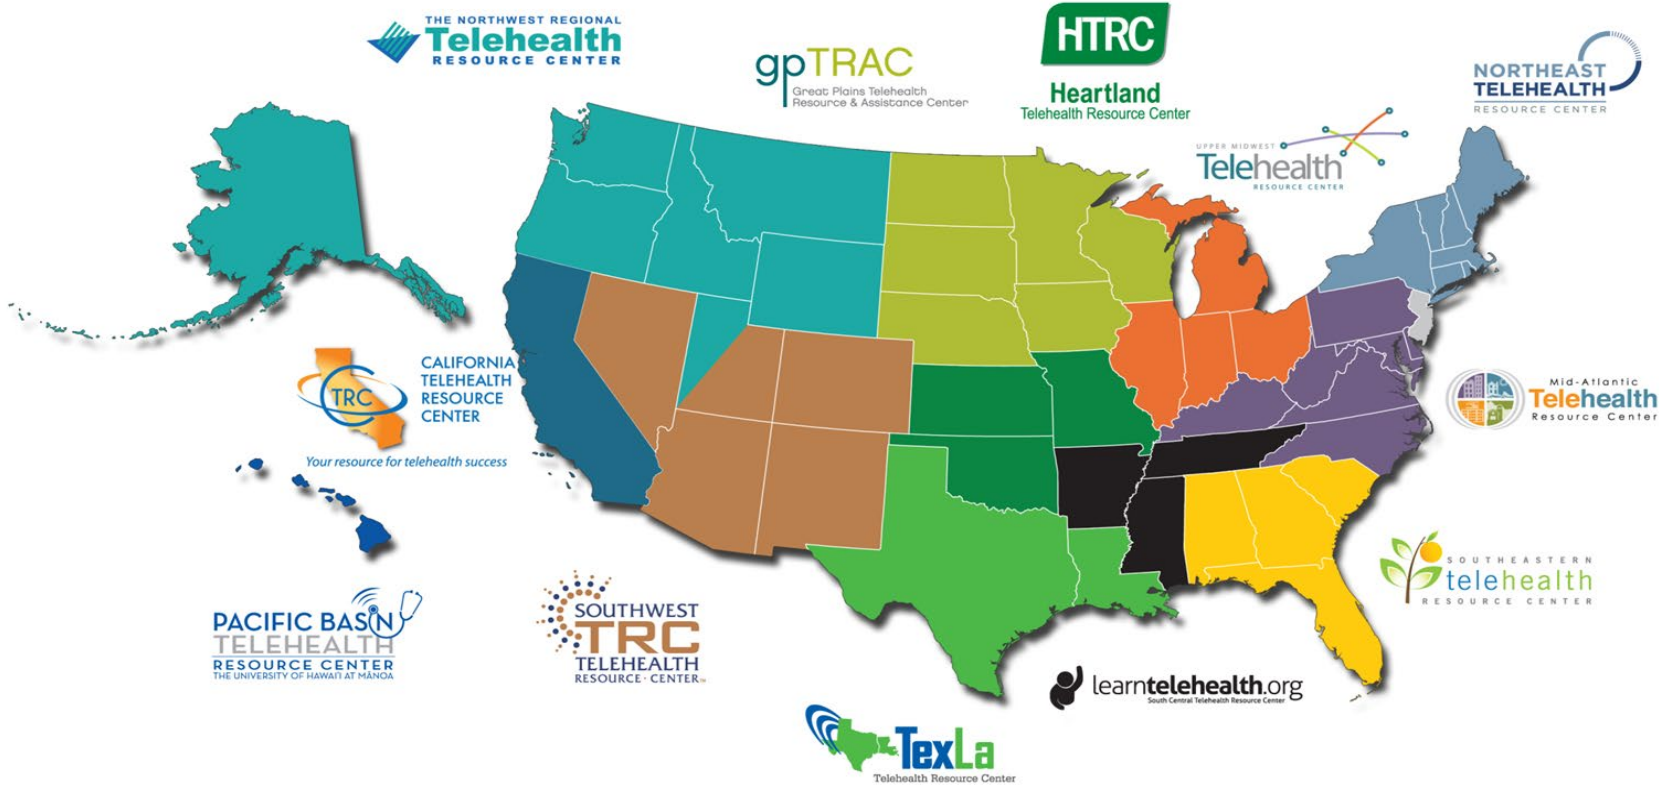 THE NORTHWEST REGIONAL
Telehealth
RESOURCE CENTER
gpTRAC
Great Plains Telehealth
Resource & Assistance Center
HTRC
Heartland
Telehealth Resource Center
UPPER MIDWEST
Telehealth
RESOURCE CENTER
NORTHEAST
TELEHEALTH
RESOURCE CENTER
TRC
CALIFORNIA
TELEHEALTH
RESOURCE
CENTER
Your resource for telehealth success
Mid-Atlantic
Telehealth
Resource Center
SOUTHEASTERN
telehealth
RESOURCE CENTER
PACIFIC BASIN
TELEHEALTH
RESOURCE CENTER
THE UNIVERSITY OF HAWAI'I AT MĀNOA
SOUTHWEST
TRC
TELEHEALTH
RESOURCE · CENTER
learntelehealth.org
South Central Telehealth Resource Center
TexLa
Telehealth Resource Center